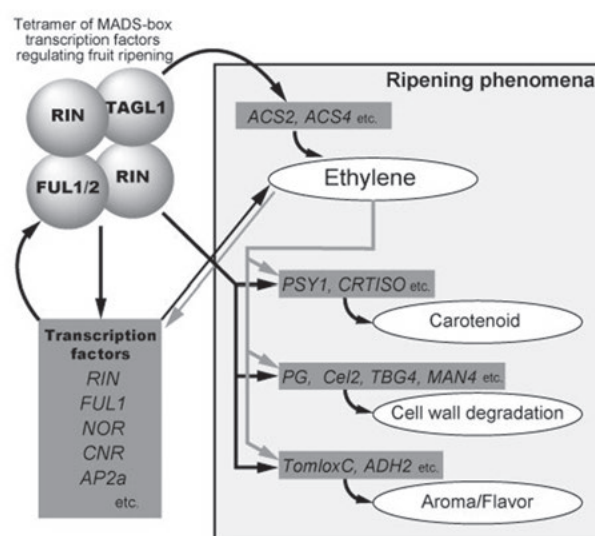 Tetramer of MADS-box
transcription factors
regulating fruit ripening
RIN
TAGL1
FUL1/2
RIN
Ripening phenomena
ACS2, ACS4 etc.
Ethylene
PSY1, CRTISO etc.
Carotenoid
PG, Cel2, TBG4, MAN4 etc.
Cell wall degradation
TomloxC, ADH2 etc.
Aroma/Flavor
Transcription
factors
RIN
FUL1
NOR
CNR
AP2a
etc.